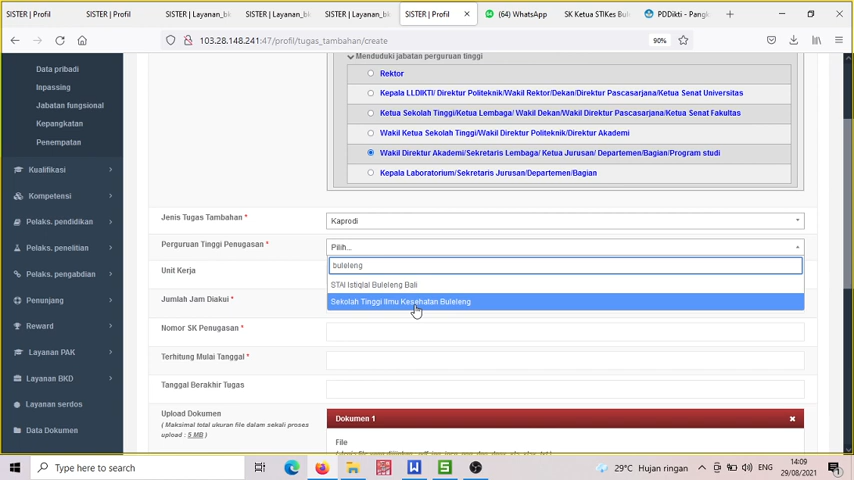 SISTER | Profil
SISTER | Profil
SISTER | Layanan_bk
SISTER | Layanan_bk
SISTER | Layanan_bk
SISTER | Profil
(64) WhatsApp
SK Ketua STIKes Bule
PDDikti - Pangk
103.28.148.241:47/profil/tugas_tambahan/create
90%
Data pribadi
Inpassing
Jabatan fungsional
Kepangkatan
Penempatan
Kualifikasi
Kompetensi
Pelaks. pendidikan
Pelaks. penelitian
Pelaks. pengabdian
Penunjang
Reward
Layanan PAK
Layanan BKD
Layanan serdos
Data Dokumen
Menduduki jabatan perguruan tinggi
Rektor
Kepala LLDIKTI/ Direktur Politeknik/Wakil Rektor/Dekan/Direktur Pascasarjana/Ketua Senat Universitas
Ketua Sekolah Tinggi/Ketua Lembaga/ Wakil Dekan/Wakil Direktur Pascasarjana/Ketua Senat Fakultas
Wakil Ketua Sekolah Tinggi/Wakil Direktur Politeknik/Direktur Akademi
Wakil Direktur Akademi/Sekretaris Lembaga/ Ketua Jurusan/ Departemen/Bagian/Program studi
Kepala Laboratorium/Sekretaris Jurusan/Departemen/Bagian
Jenis Tugas Tambahan *
Kaprodi
Perguruan Tinggi Penugasan *
Pilih...
buleleng
Unit Kerja
STAI Istiqlal Buleleng Bali
Jumlah Jam Diakui *
Sekolah Tinggi Ilmu Kesehatan Buleleng
Nomor SK Penugasan *
Terhitung Mulai Tanggal *
Tanggal Berakhir Tugas
Upload Dokumen
( Maksimal total ukuran file dalam sekali proses upload : 5 MB )
Dokumen 1
File
Type here to search
29°C Hujan ringan
ENG
14:09
29/08/2021